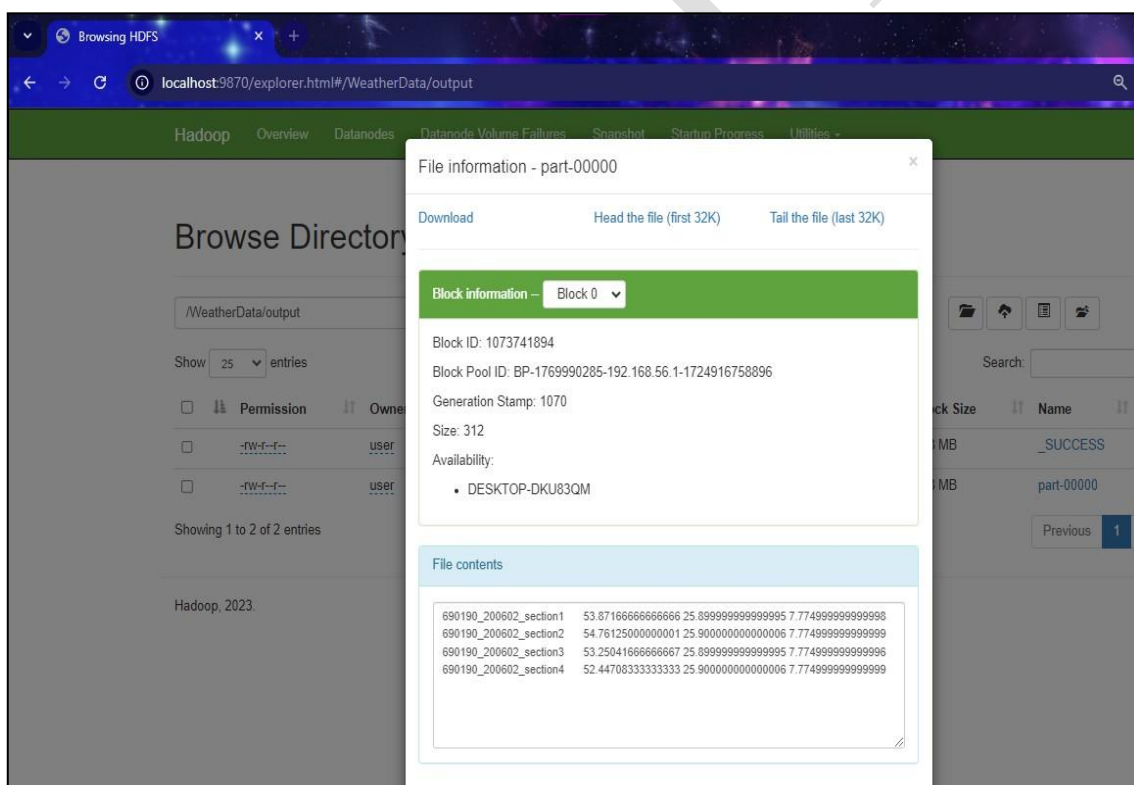 Browsing HDFS
localhost:9870/explorer.html#/WeatherData/output
Hadoop Overview Datanodes Datanode Volume Failures Snapshot Startup Progress Utilities
File information - part-00000 ×
Download Head the file (first 32K) Tail the file (last 32K)
Browse Directory
Block information -- Block 0
/WeatherData/output
Block ID: 1073741894
Show 25 entries
Search:
Block Pool ID: BP-1769990285-192.168.56.1-1724916758896
Generation Stamp: 1070
Permission Owne ck Size Name
Size: 312
-rw-r--r-- user MB _SUCCESS
Availability:
-rw-r--r-- user MB part-00000
• DESKTOP-DKU83QM
Showing 1 to 2 of 2 entries
Previous 1
File contents
Hadoop, 2023.
690190_200602_section1 53.87166666666666 25.899999999999995 7.774999999999998
690190_200602_section2 54.76125000000001 25.900000000000006 7.774999999999999
690190_200602_section3 53.25041666666667 25.899999999999995 7.774999999999996
690190_200602_section4 52.44708333333333 25.900000000000006 7.774999999999999